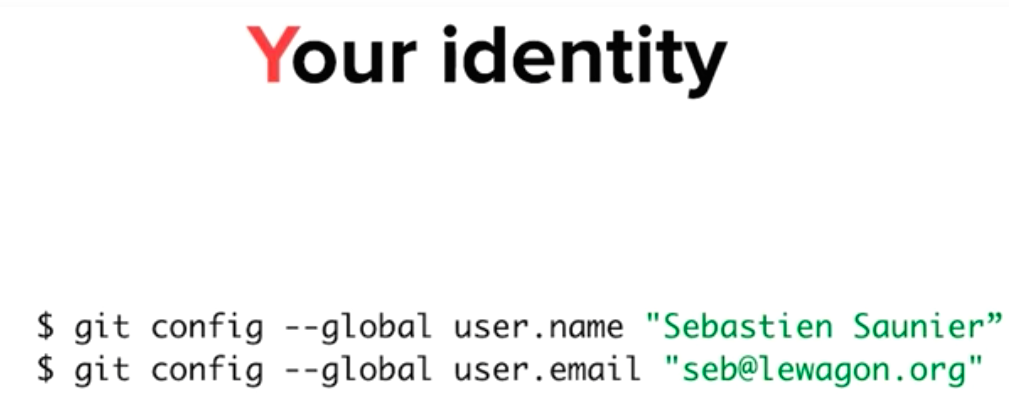 Your identity
$ git config --global user.name "Sebastien Saunier”
$ git config --global user.email "seb@lewagon.org"